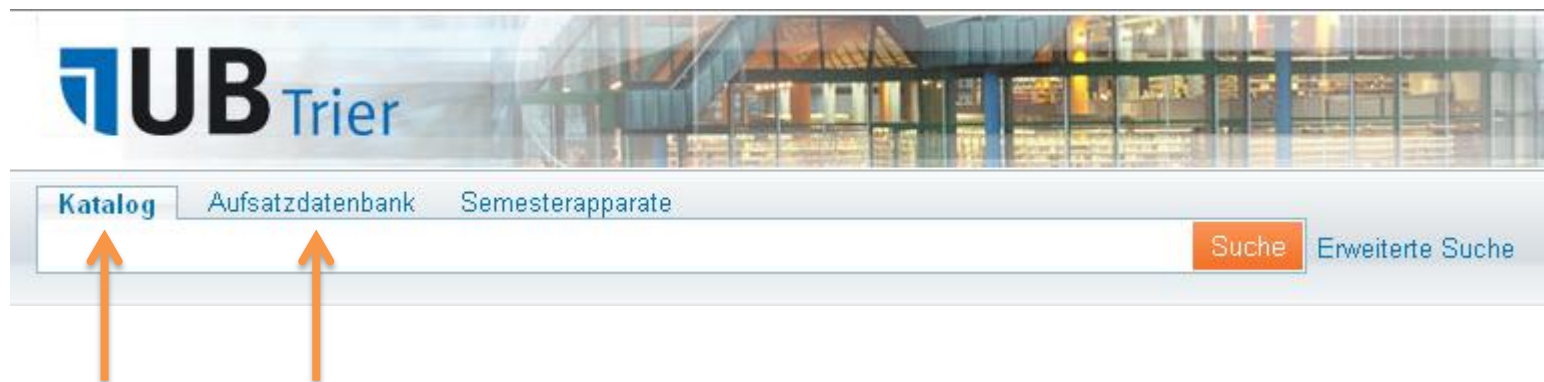 UB Trier
Katalog Aufsatzdatenbank Semesterapparate
Suche Erweiterte Suche